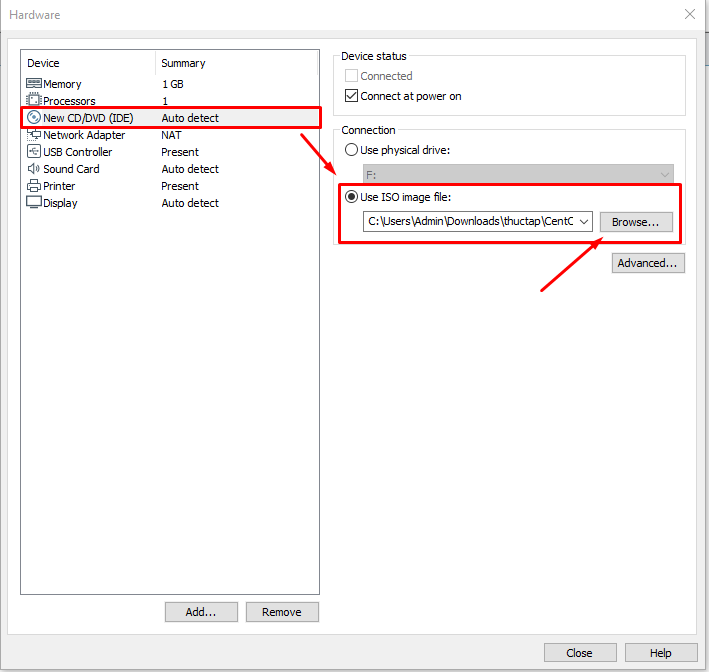 Hardware
Device Summary
Memory 1 GB
Processors 1
New CD/DVD (IDE) Auto detect
Network Adapter NAT
USB Controller Present
Sound Card Auto detect
Printer Present
Display Auto detect
Add...
Remove
Device status
Connected
Connect at power on
Connection
Use physical drive:
F:
Use ISO image file:
C:\Users\Admin\Downloads\thuctap\CentC
Browse...
Advanced...
Close
Help